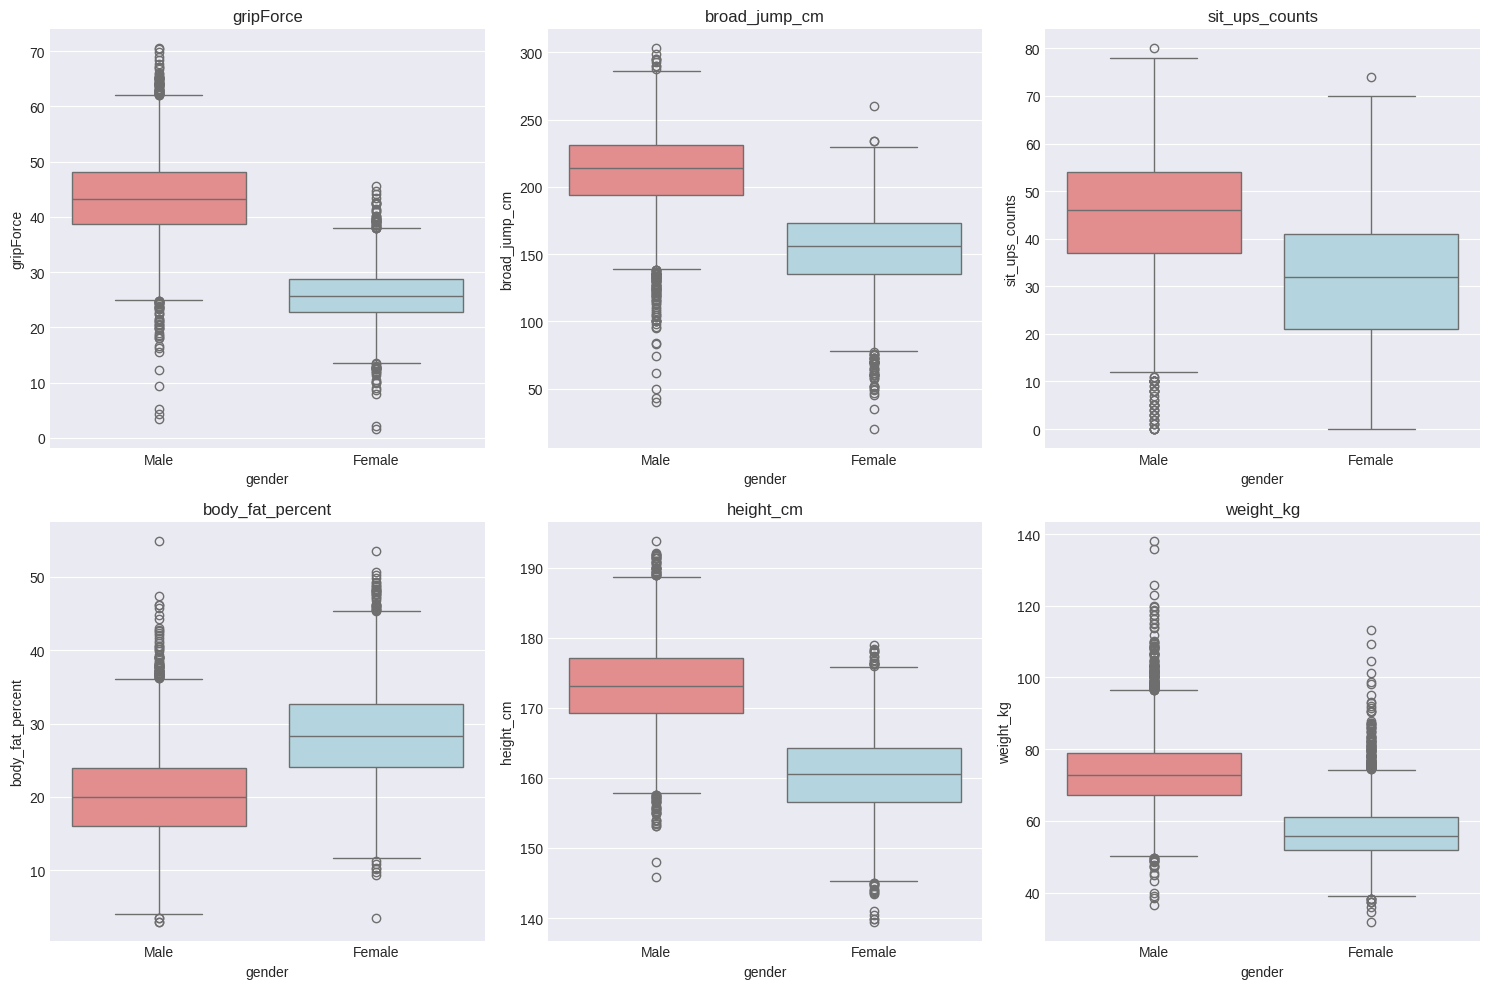 gripForce
70
60
50
40
30
20
10
0
gripForce
Male Female
gender
broad_jump_cm
300
250
200
150
100
50
broad_jump_cm
Male Female
gender
sit_ups_counts
80
70
60
50
40
30
20
10
0
sit_ups_counts
Male Female
gender
body_fat_percent
50
40
30
20
10
body_fat_percent
Male Female
gender
height_cm
190
180
170
160
150
140
height_cm
Male Female
gender
weight_kg
140
120
100
80
60
40
weight_kg
Male Female
gender